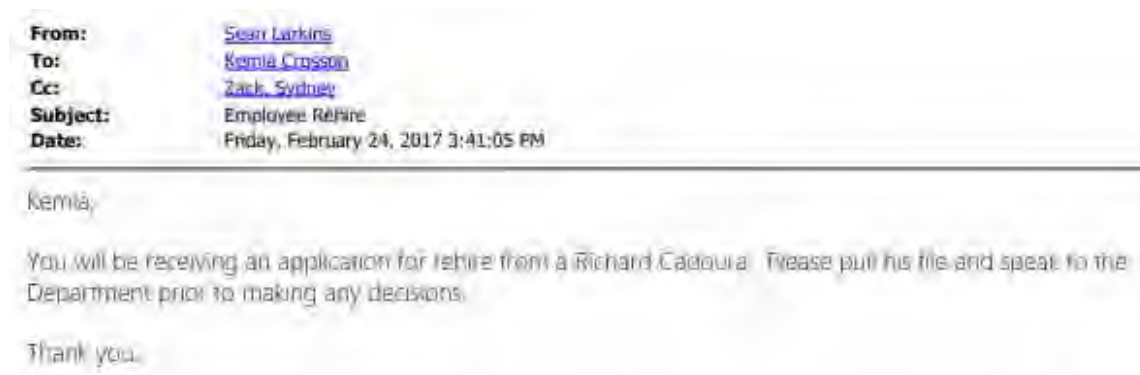 From: Sean Larkins
To: Kemia Crosson
Cc: Zack, Sydney
Subject: Employee Rehire
Date: Friday, February 24, 2017 3:41:05 PM
Kemia,
You will be receiving an application for rehire from a Richard Please pull his file and speak to the
Department prior to making any decisions.
Thank you.